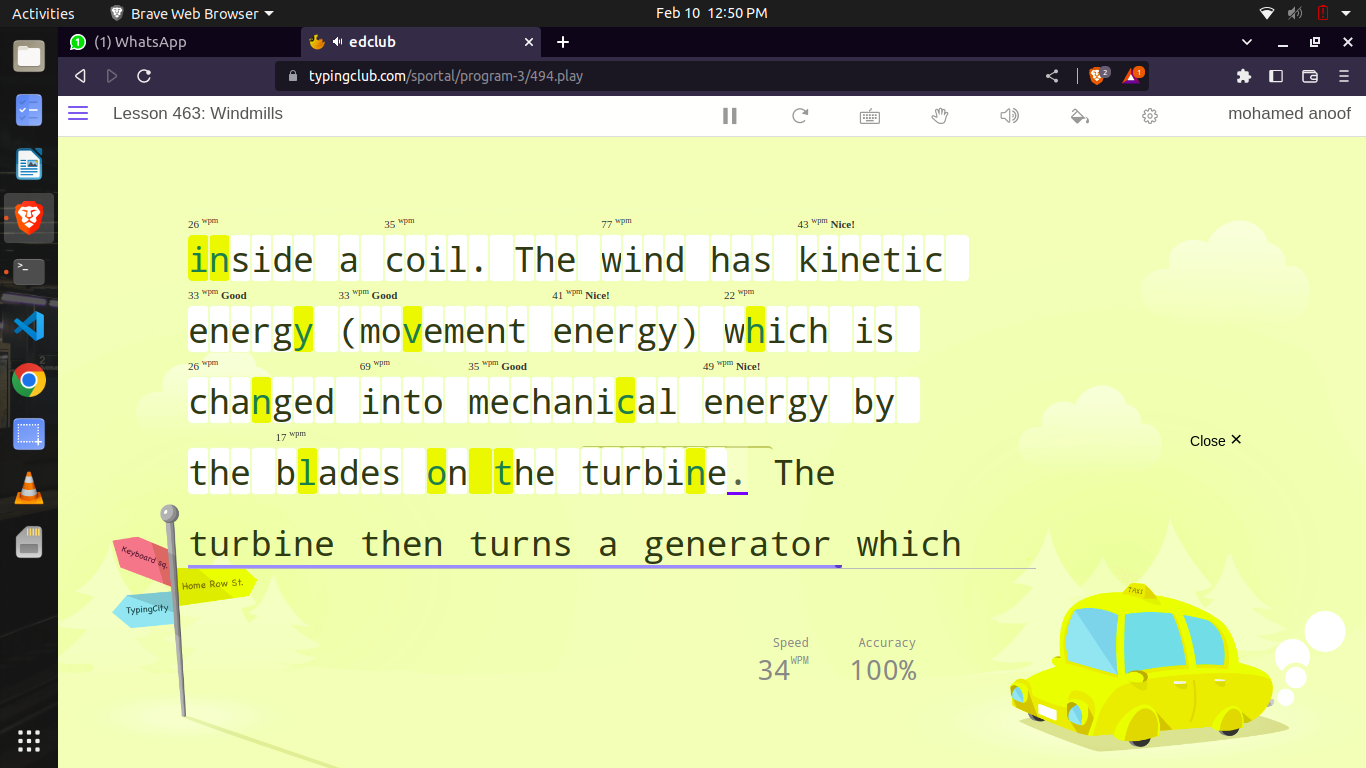 Activities
Brave Web Browser
Feb 10 12:50 PM
(1) WhatsApp
edclub
typingclub.com/sportal/program-3/494.play
2
1
Lesson 463: Windmills
mohamed anoof
26 wpm 35 wpm 77 wpm 43 wpm Nice!
inside a coil. The wind has kinetic
33 wpm Good 33 wpm Good 41 wpm Nice! 22 wpm
energy (movement energy) which is
26 wpm 69 wpm 35 wpm Good 49 wpm Nice!
changed into mechanical energy by
17 wpm
the blades on the turbine. The
turbine then turns a generator which
Close ×
Keyboard sq.
Home Row St.
TypingCity
Speed
34 WPM
Accuracy
100%
TAXI